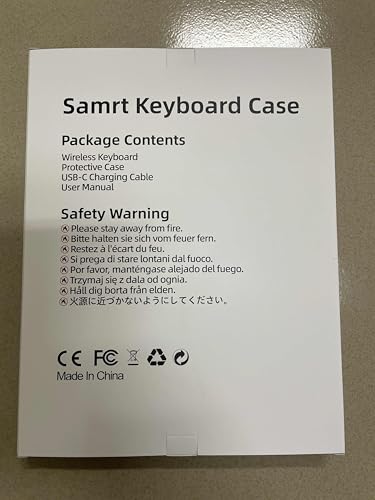 Samrt Keyboard Case
Package Contents
Wireless Keyboard
Protective Case
USB-C Charging Cable
User Manual
Safety Warning
Please stay away from fire.
Bitte halten sie sich vom feuer fern.
Restez à l'écart du feu.
Si prega di stare lontani dal fuoco.
Por favor, manténgase alejado del fuego.
Trzymaj się z dala od ognia.
Håll dig borta från elden.
火源に近づかないようにしてください。
CE FC
Made In China